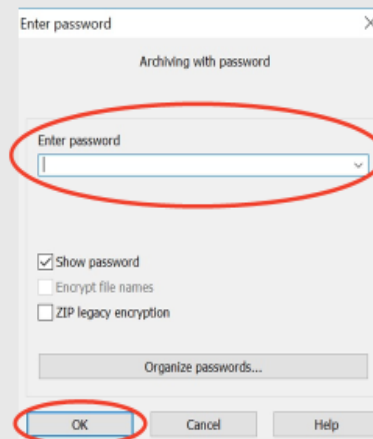 Enter password
Archiving with password
Enter password
Show password
Encrypt file names
ZIP legacy encryption
Organize passwords...
OK Cancel Help